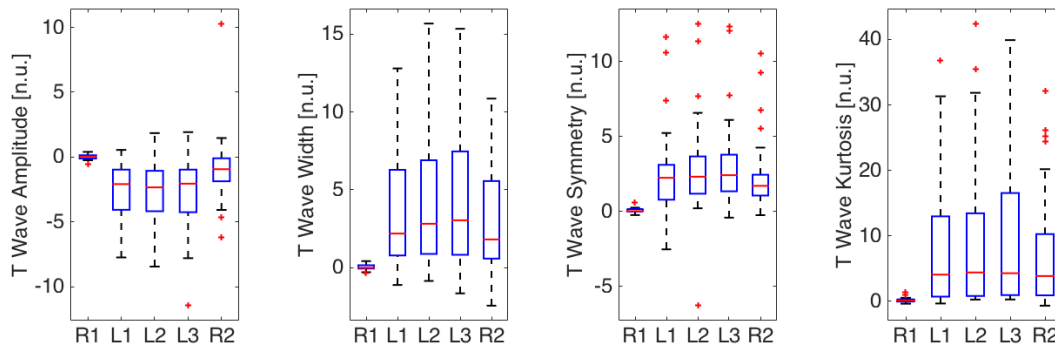 T Wave Amplitude [n.u.]
10
5
0
-5
-10
R1 L1 L2 L3 R2
T Wave Width [n.u.]
15
10
5
0
R1 L1 L2 L3 R2
T Wave Symmetry [n.u.]
10
5
0
-5
R1 L1 L2 L3 R2
T Wave Kurtosis [n.u.]
40
30
20
10
0
R1 L1 L2 L3 R2